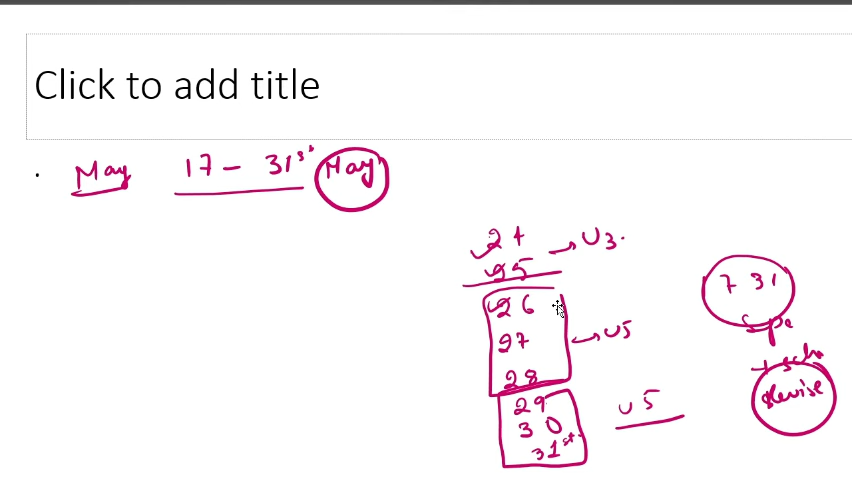 Click to add title
. May 17 - 31st May
24
25 → U3.
26
27 → U5
28
29
30 U5
31st.
7 31
Revise